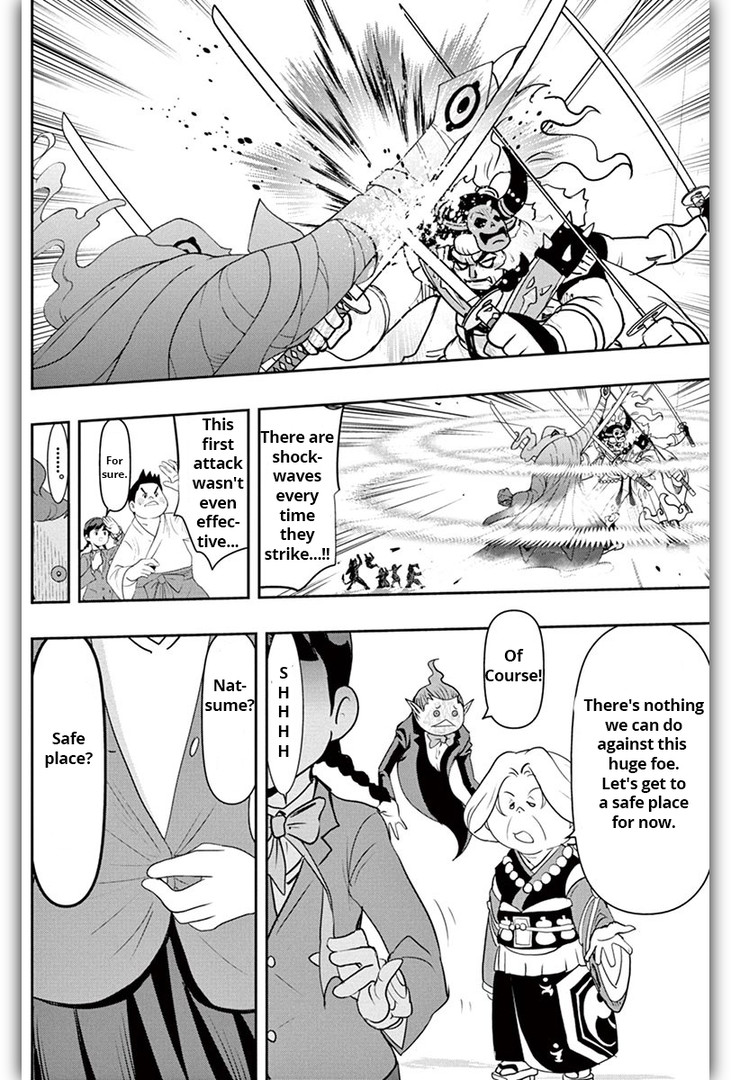 There are
shock-
waves
every
time
they
strike...!!
This
first
attack
wasn't
even
effec-
tive...
For
sure.
......
There's nothing
we can do
against this
huge foe.
Let's get to
a safe place
for now.
Of
Course!
S
H
H
H
H
Nat-
sume?
Safe
place?